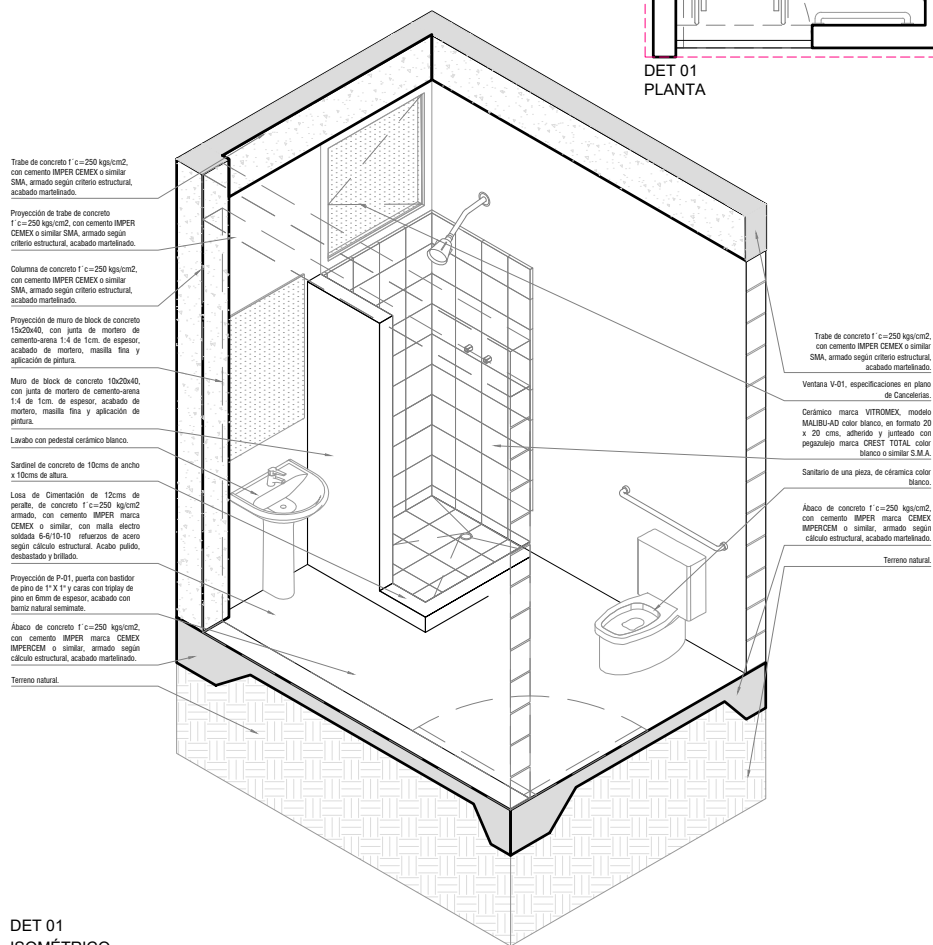 DET 01
PLANTA
Trabe de concreto f´c=250 kgs/cm2,
con cemento IMPER CEMEX o similar
SMA, armado según criterio estructural,
acabado martelinado.
Proyección de trabe de concreto
f´c=250 kgs/cm2, con cemento IMPER
CEMEX o similar SMA, armado según
criterio estructural, acabado martelinado.
Columna de concreto f´c=250 kgs/cm2,
con cemento IMPER CEMEX o similar
SMA, armado según criterio estructural,
acabado martelinado.
Proyección de muro de block de concreto
15x20x40, con junta de mortero de
cemento-arena 1:4 de 1cm. de espesor,
acabado de mortero, masilla fina y
aplicación de pintura.
Muro de block de concreto 10x20x40,
con junta de mortero de cemento-arena
1:4 de 1cm. de espesor, acabado de
mortero, masilla fina y aplicación de
pintura.
Lavabo con pedestal cerámico blanco.
Sardinel de concreto de 10cms de ancho
x 10cms de altura.
Losa de Cimentación de 12cms de
peralte, de concreto f´c=250 kg/cm2
armado, con cemento IMPER marca
CEMEX o similar, con malla electro
soldada 6-6/10-10 refuerzos de acero
según cálculo estructural. Acabo pulido,
desbastado y brillado.
Proyección de P-01, puerta con bastidor
de pino de 1" X 1" y caras con triplay de
pino en 6mm de espesor, acabado con
barniz natural semimate.
Ábaco de concreto f´c=250 kgs/cm2,
con cemento IMPER marca CEMEX
IMPERCEM o similar, armado según
cálculo estructural, acabado martelinado.
Terreno natural.
Trabe de concreto f´c=250 kgs/cm2,
con cemento IMPER CEMEX o similar
SMA, armado según criterio estructural,
acabado martelinado.
Ventana V-01, especificaciones en plano
de Cancelerias.
Cerámico marca VITROMEX, modelo
MALIBU-AD color blanco, en formato 20
x 20 cms, adherido y junteado con
pegazulejo marca CREST TOTAL color
blanco o similar S.M.A.
Sanitario de una pieza, de céramica color
blanco.
Ábaco de concreto f´c=250 kgs/cm2,
con cemento IMPER marca CEMEX
IMPERCEM o similar, armado según
cálculo estructural, acabado martelinado.
Terreno natural.
DET 01
ISOMÉTRICO